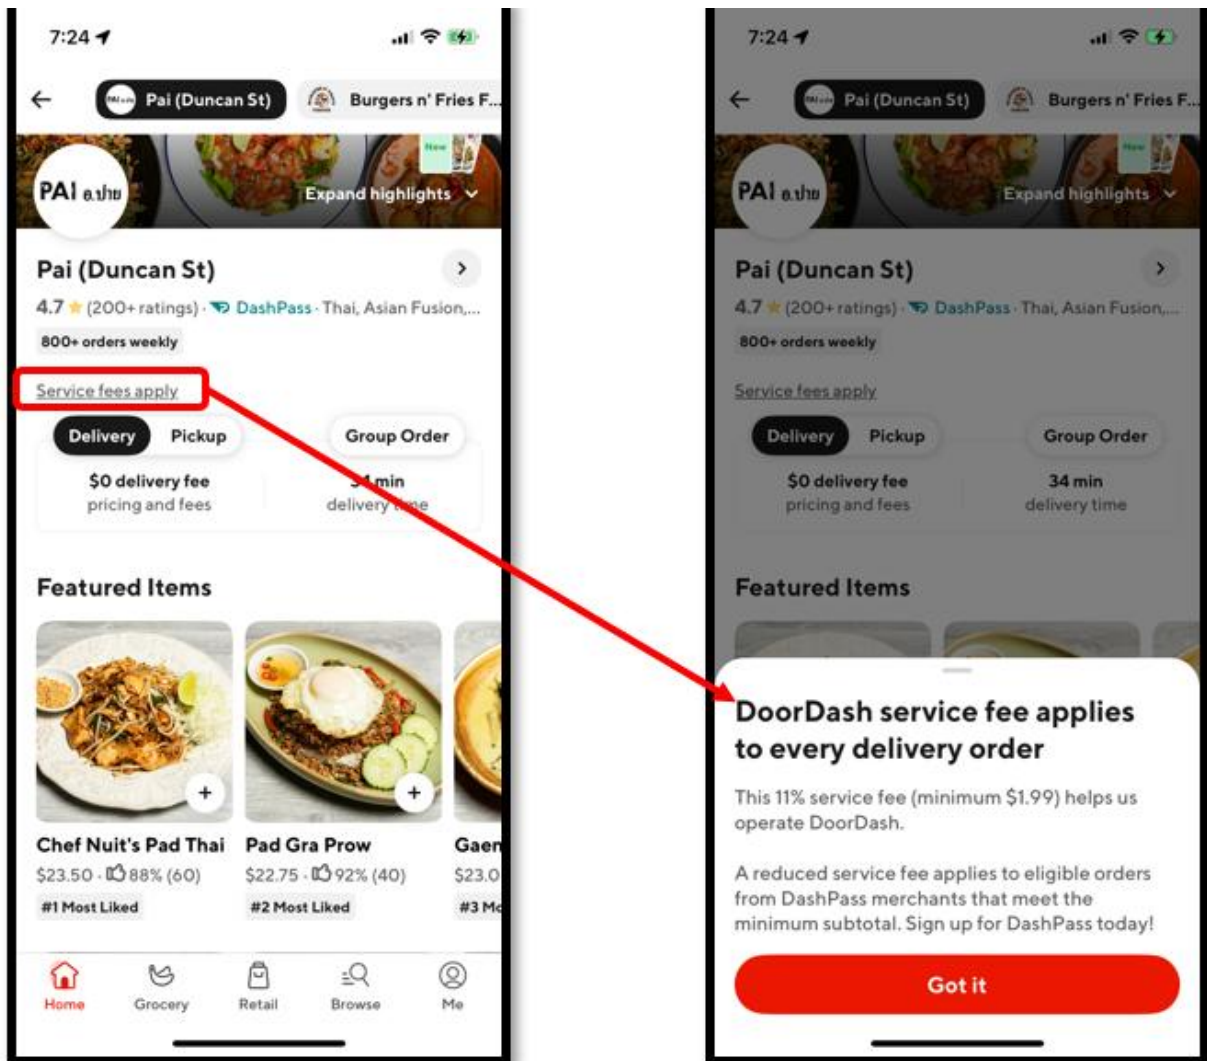 7:24
Pai (Duncan St)
Burgers n' Fries F...
New
PAI อ.ปาย
Expand highlights
Pai (Duncan St)
4.7 (200+ ratings) · DashPass · Thai, Asian Fusion,...
800+ orders weekly
Service fees apply
Delivery Pickup Group Order
$0 delivery fee 34 min
pricing and fees delivery time
Featured Items
Chef Nuit's Pad Thai Pad Gra Prow Gaen
$23.50 · 88% (60) $22.75 · 92% (40) $23.0
#1 Most Liked #2 Most Liked #3 Mo
Home Grocery Retail Browse Me
7:24
Pai (Duncan St)
Burgers n' Fries F...
New
PAI อ.ปาย
Expand highlights
Pai (Duncan St)
4.7 (200+ ratings) · DashPass · Thai, Asian Fusion,...
800+ orders weekly
Service fees apply
Delivery Pickup Group Order
$0 delivery fee 34 min
pricing and fees delivery time
Featured Items
DoorDash service fee applies
to every delivery order
This 11% service fee (minimum $1.99) helps us
operate DoorDash.
A reduced service fee applies to eligible orders
from DashPass merchants that meet the
minimum subtotal. Sign up for DashPass today!
Got it